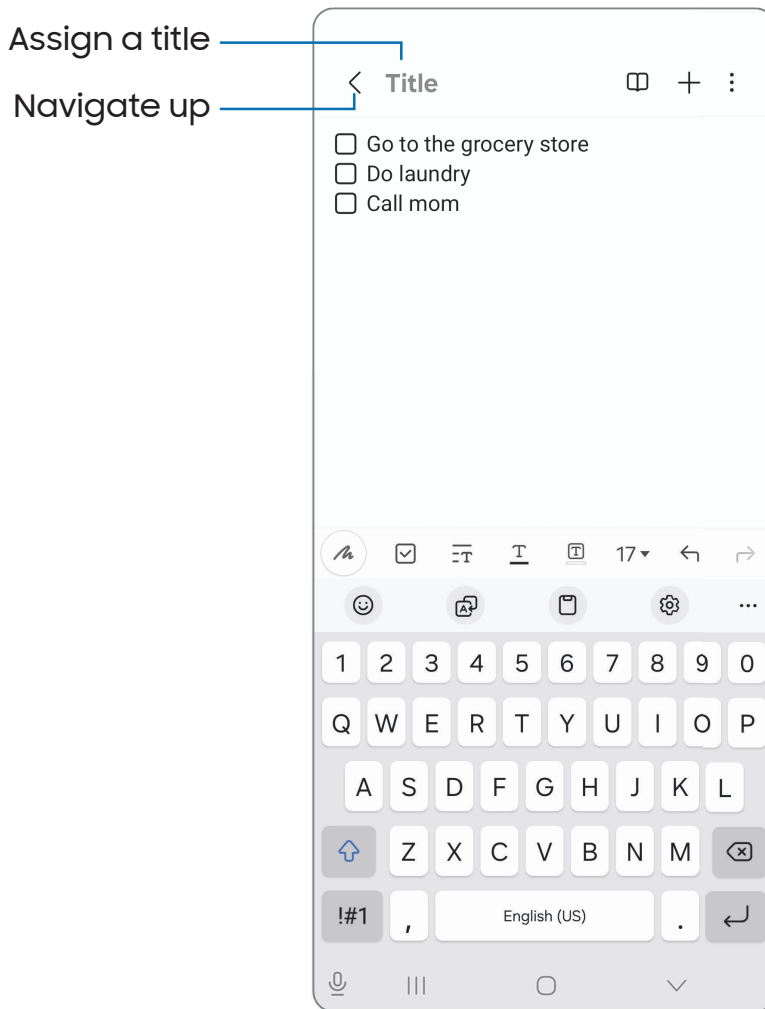 Assign a title
Navigate up
Title
Go to the grocery store
Do laundry
Call mom
T T T 17
A
1 2 3 4 5 6 7 8 9 0
Q W E R T Y U I O P
A S D F G H J K L
Z X C V B N M
!#1 , English (US) .